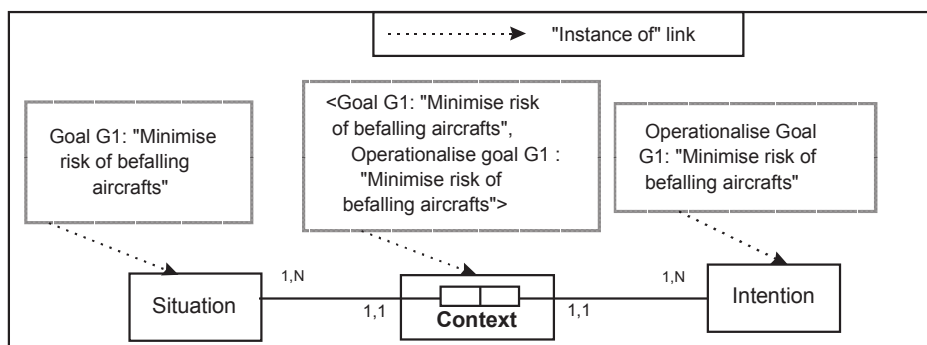 "Instance of" link
Goal G1: "Minimise
risk of befalling
aircrafts"
<Goal G1: "Minimise risk
of befalling aircrafts",
Operationalise goal G1 :
"Minimise risk of
befalling aircrafts">
Operationalise Goal
G1: "Minimise risk of
befalling aircrafts"
Situation
1,N
1,1
Context
1,1
1,N
Intention